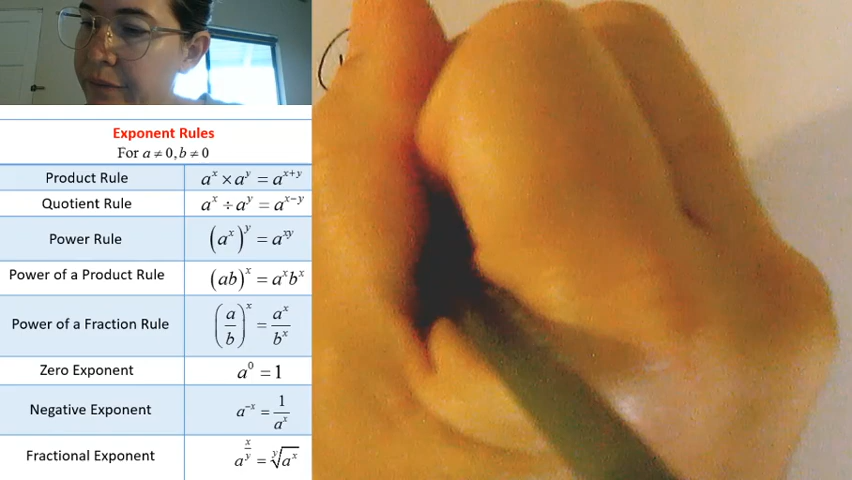 Exponent Rules
For a ≠ 0, b ≠ 0
Product Rule a^x × a^y = a^{x+y}
Quotient Rule a^x ÷ a^y = a^{x−y}
Power Rule (a^x)^y = a^{xy}
Power of a Product Rule (ab)^x = a^x b^x
Power of a Fraction Rule (a/b)^x = a^x/b^x
Zero Exponent a^0 = 1
Negative Exponent a^{−x} = 1/a^x
Fractional Exponent a^{x/y} = ʸ√(a^x)